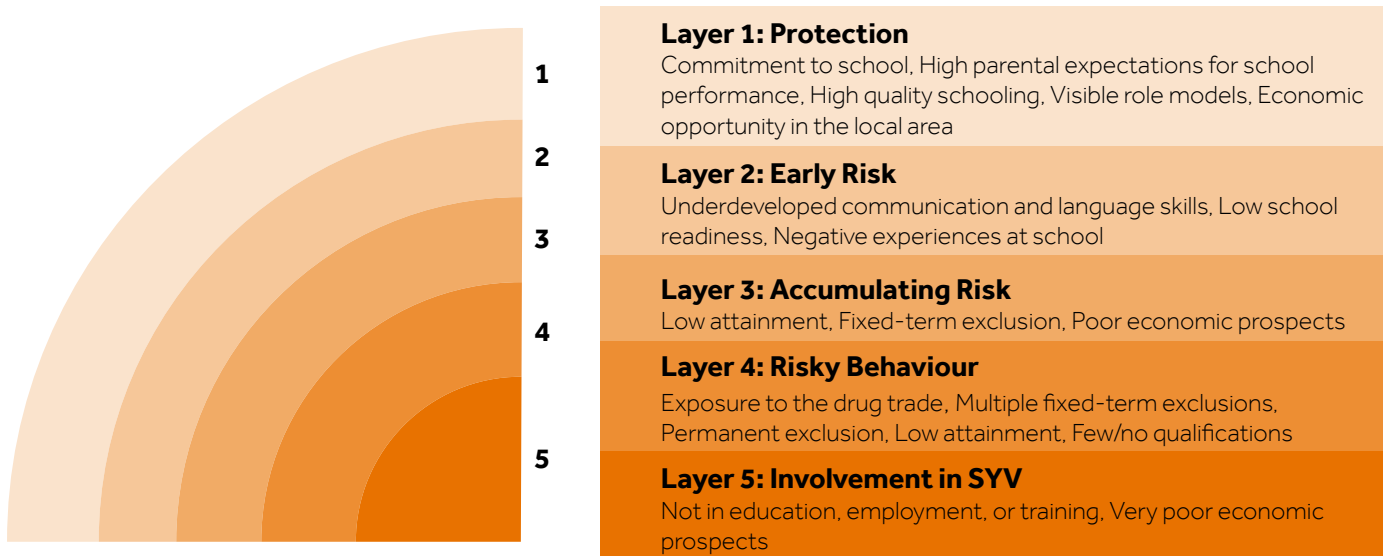 1
2
3
4
5
Layer 1: Protection
Commitment to school, High parental expectations for school
performance, High quality schooling, Visible role models, Economic
opportunity in the local area
Layer 2: Early Risk
Underdeveloped communication and language skills, Low school
readiness, Negative experiences at school
Layer 3: Accumulating Risk
Low attainment, Fixed-term exclusion, Poor economic prospects
Layer 4: Risky Behaviour
Exposure to the drug trade, Multiple fixed-term exclusions,
Permanent exclusion, Low attainment, Few/no qualifications
Layer 5: Involvement in SYV
Not in education, employment, or training, Very poor economic
prospects